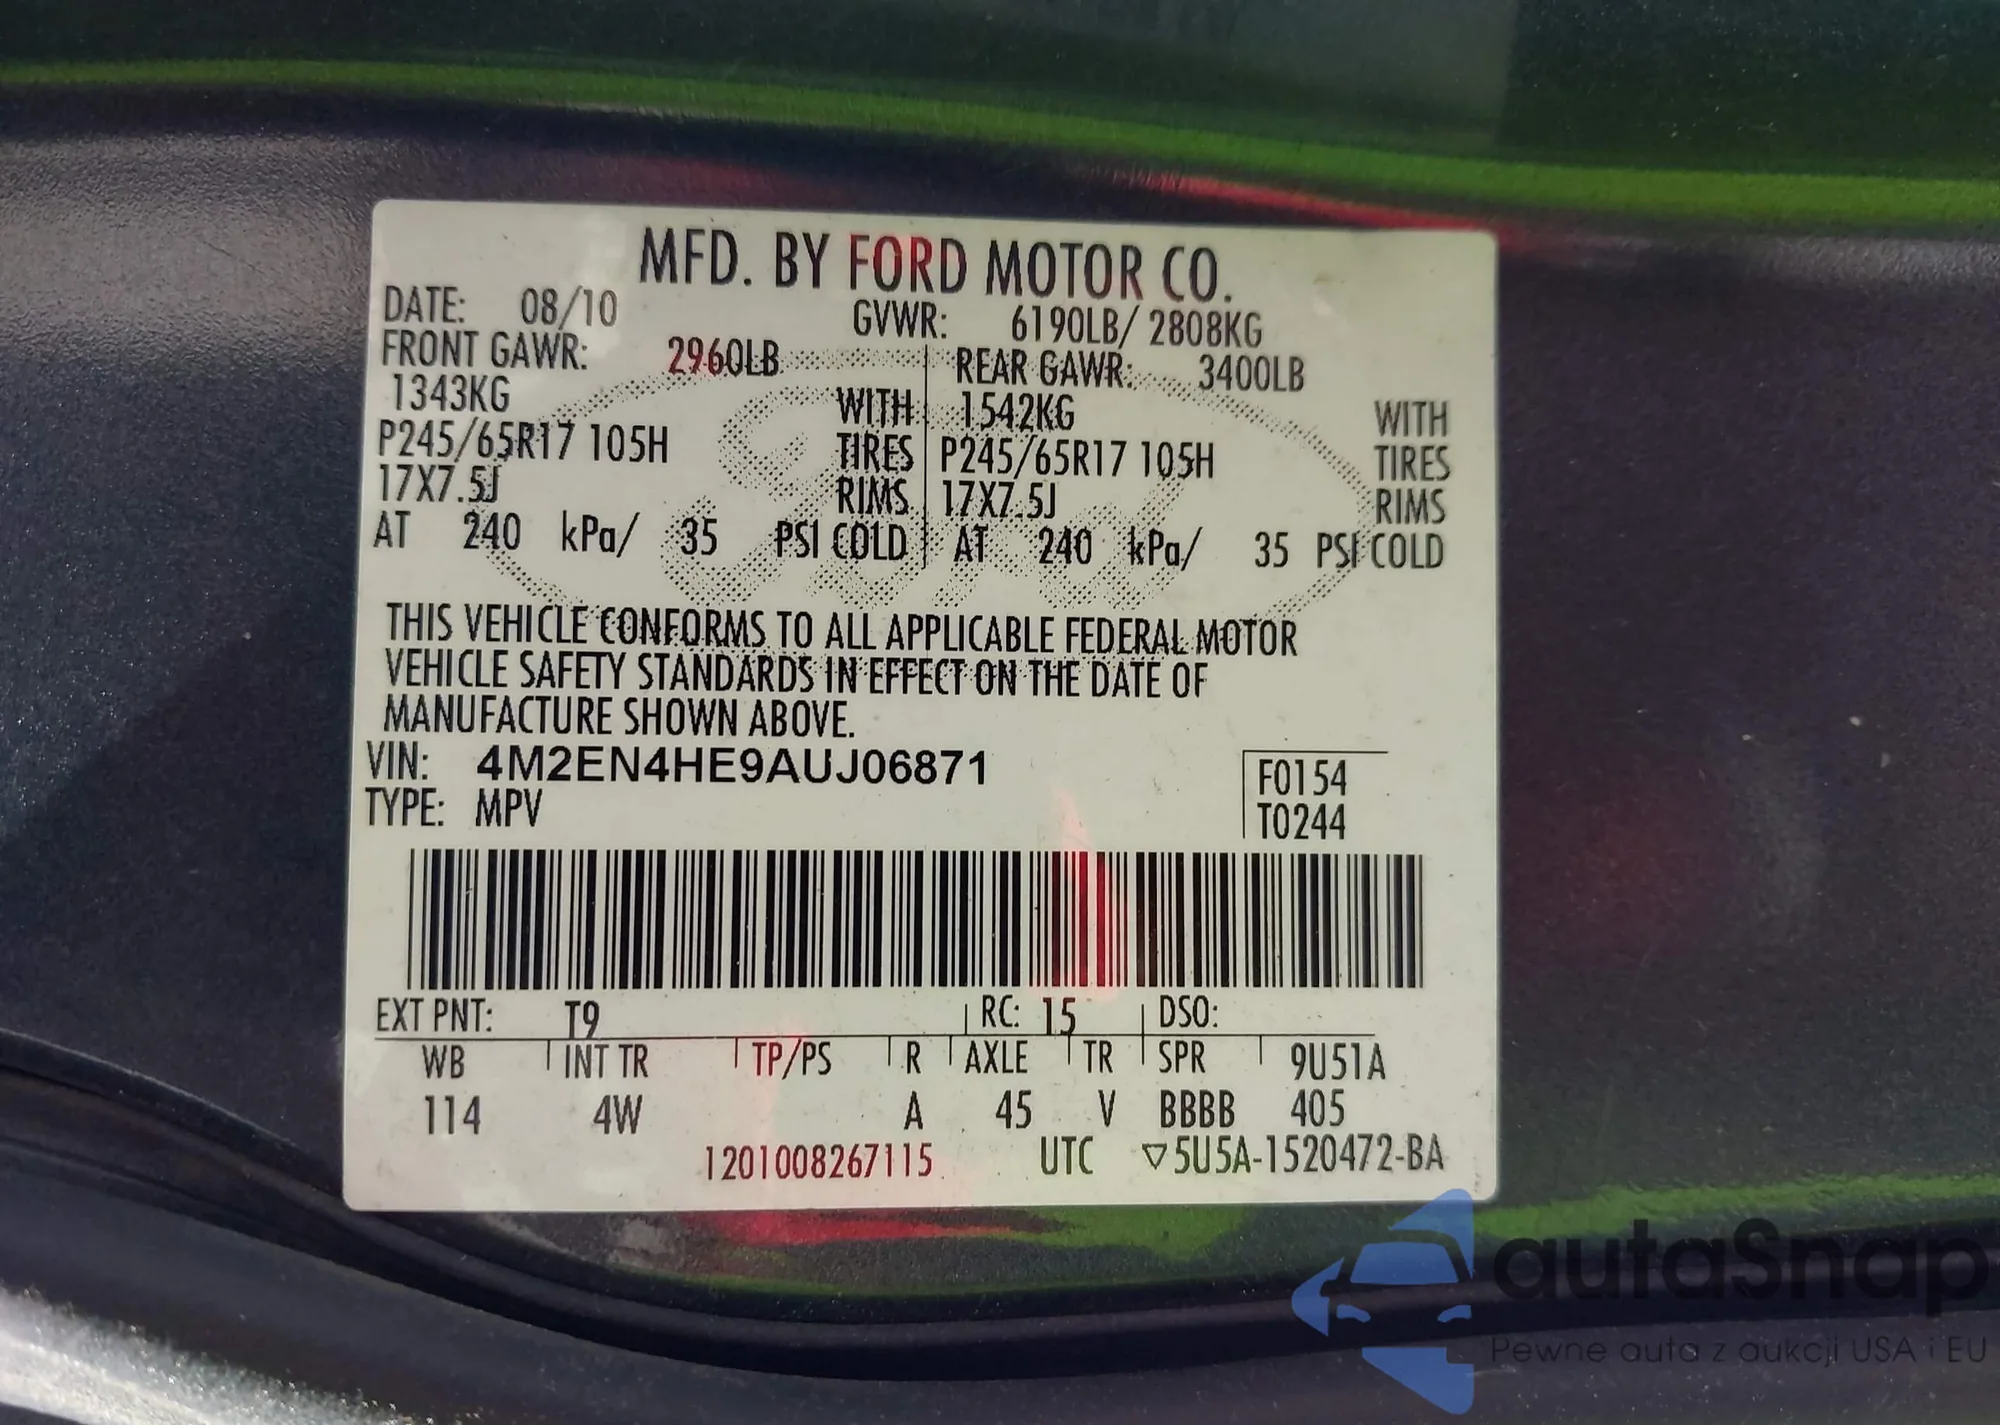 MFD. BY FORD MOTOR CO.
DATE: 08/10 GVWR: 6190LB/ 2808KG
FRONT GAWR: 2960LB REAR GAWR: 3400LB
1343KG WITH 1542KG WITH
P245/65R17 105H TIRES P245/65R17 105H TIRES
17X7.5J RIMS 17X7.5J RIMS
AT 240 kPa/ 35 PSI COLD AT 240 kPa/ 35 PSI COLD
THIS VEHICLE CONFORMS TO ALL APPLICABLE FEDERAL MOTOR
VEHICLE SAFETY STANDARDS IN EFFECT ON THE DATE OF
MANUFACTURE SHOWN ABOVE.
VIN: 4M2EN4HE9AUJ06871 F0154
TYPE: MPV T0244
EXT PNT: T9 RC: 15 DSO:
WB INT TR TP/PS R AXLE TR SPR 9U51A
114 4W A 45 V BBBB 405
1201008267115 UTC ▽5U5A-1520472-BA
autaSnap
Pewne auta z aukcji USA i EU